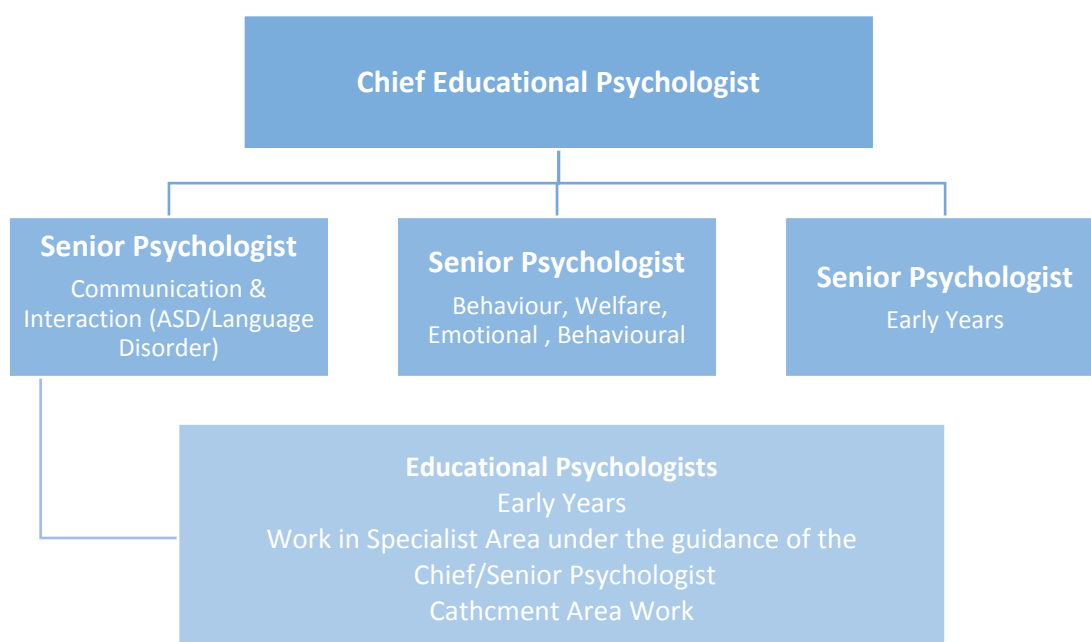 Chief Educational Psychologist
Senior Psychologist
Communication &
Interaction (ASD/Language
Disorder)
Senior Psychologist
Behaviour, Welfare,
Emotional , Behavioural
Senior Psychologist
Early Years
Educational Psychologists
Early Years
Work in Specialist Area under the guidance of the
Chief/Senior Psychologist
Cathcment Area Work